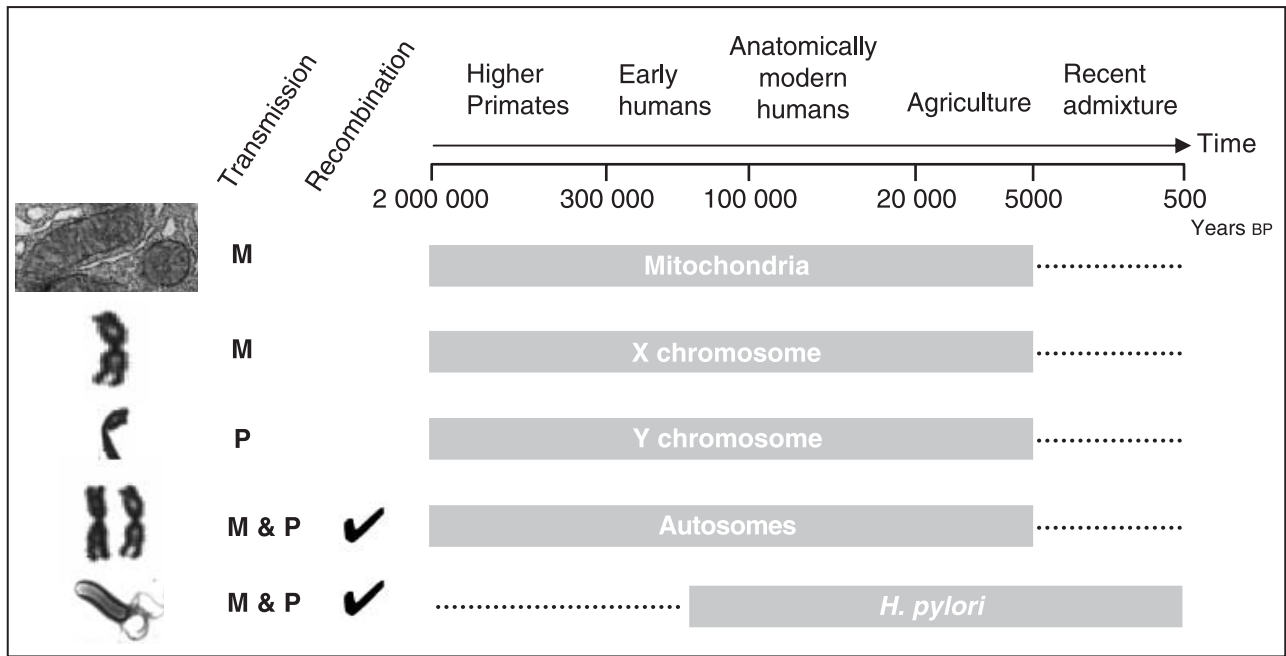 Transmission
Recombination
Higher
Primates
Early
humans
Anatomically
modern
humans
Agriculture
Recent
admixture
Time
2 000 000
300 000
100 000
20 000
5000
500
Years BP
M
Mitochondria
M
X chromosome
P
Y chromosome
M & P ✔
Autosomes
M & P ✔
H. pylori